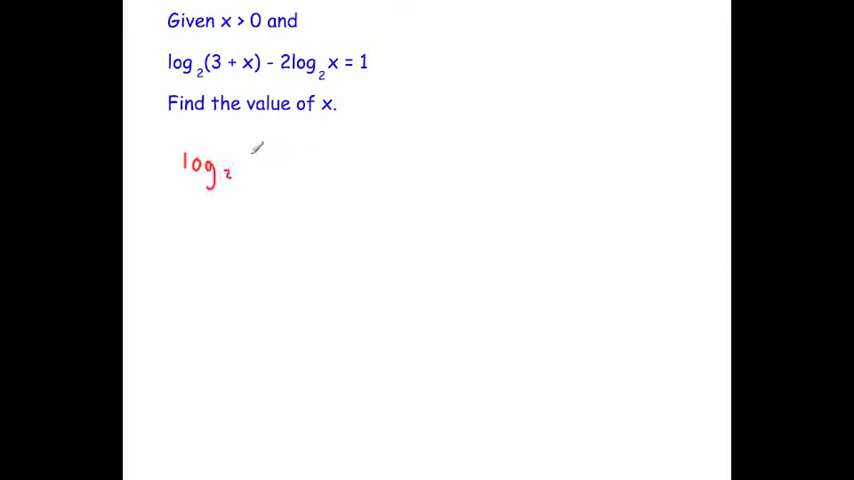 Given x > 0 and
log₂(3 + x) - 2log₂x = 1
Find the value of x.
log₂